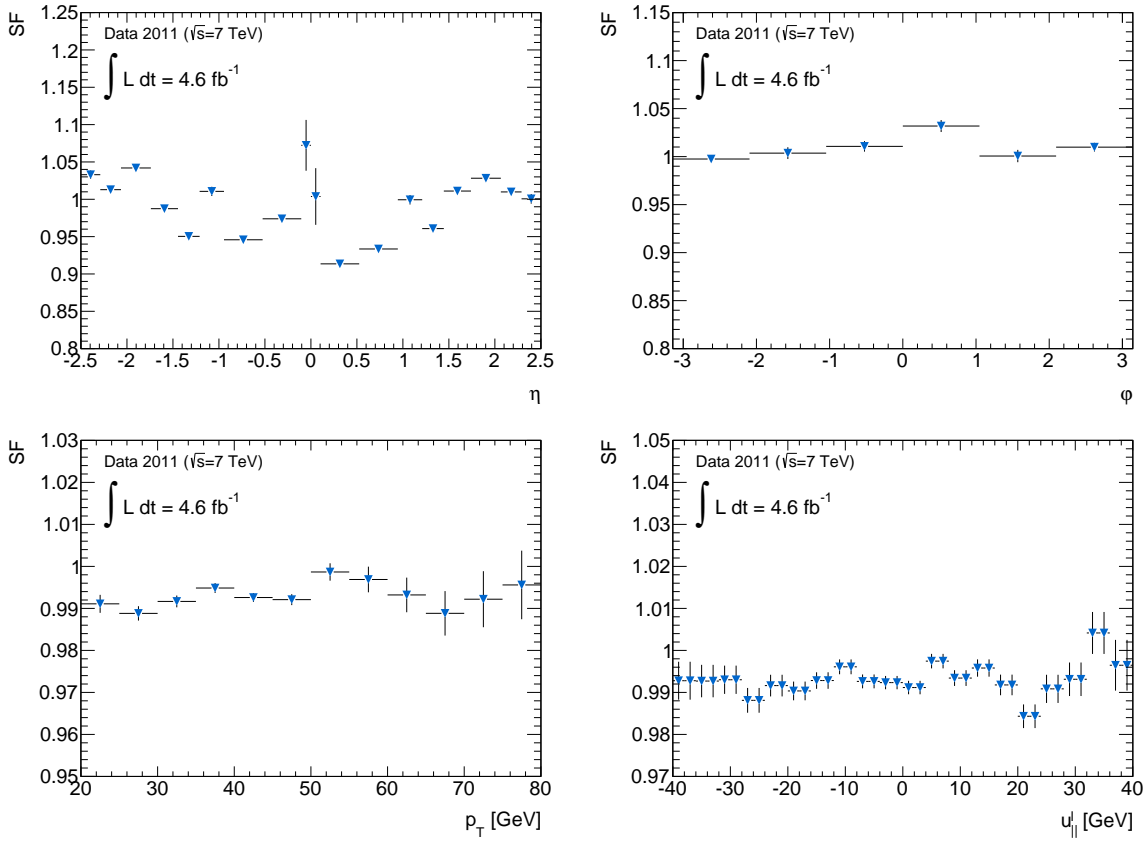 SF
1.25
1.2
1.15
1.1
1.05
1
0.95
0.9
0.85
0.8
Data 2011 (√s=7 TeV)
∫ L dt = 4.6 fb⁻¹
-2.5 -2 -1.5 -1 -0.5 0 0.5 1 1.5 2 2.5
η
SF
1.15
1.1
1.05
1
0.95
0.9
0.85
0.8
Data 2011 (√s=7 TeV)
∫ L dt = 4.6 fb⁻¹
-3 -2 -1 0 1 2 3
φ
SF
1.03
1.02
1.01
1
0.99
0.98
0.97
0.96
0.95
Data 2011 (√s=7 TeV)
∫ L dt = 4.6 fb⁻¹
20 30 40 50 60 70 80
p_T [GeV]
SF
1.05
1.04
1.03
1.02
1.01
1
0.99
0.98
0.97
Data 2011 (√s=7 TeV)
∫ L dt = 4.6 fb⁻¹
-40 -30 -20 -10 0 10 20 30 40
u_||^l [GeV]